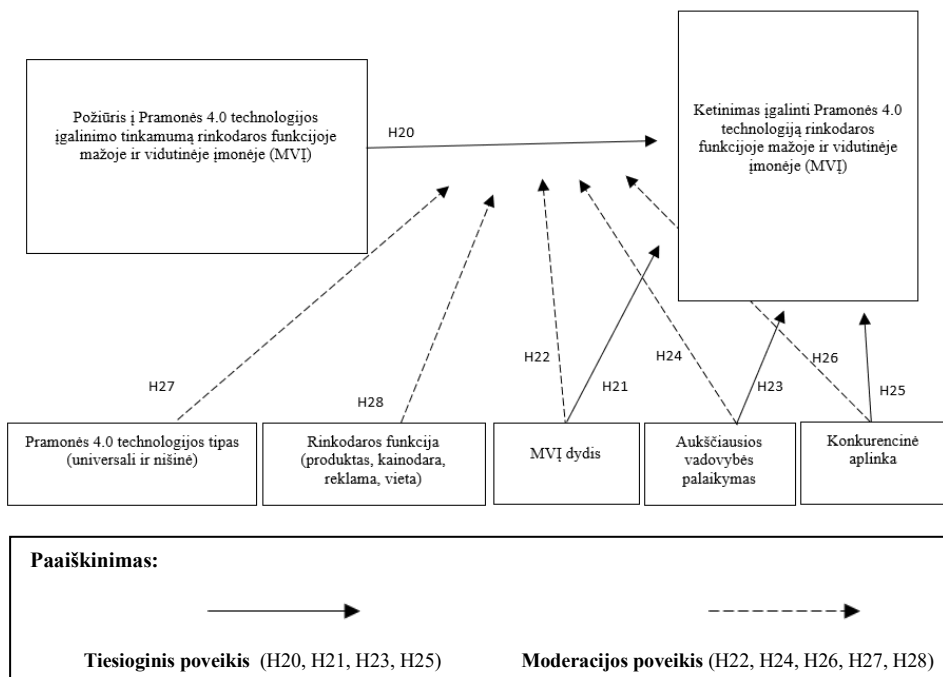 Požiūris į Pramonės 4.0 technologijos
įgalinimo tinkamumą rinkodaros funkcijoje
mažoje ir vidutinėje įmonėje (MVĮ)
H20
Ketinimas įgalinti Pramonės 4.0
technologiją rinkodaros
funkcijoje mažoje ir vidutinėje
įmonėje (MVĮ)
H27
H28
H22
H21
H24
H23
H26
H25
Pramonės 4.0 technologijos tipas
(universali ir nišinė)
Rinkodaros funkcija
(produktas, kainodara,
reklama, vieta)
MVĮ dydis
Aukščiausios
vadovybės
palaikymas
Konkurencinė
aplinka
Paaiškinimas:
Tiesioginis poveikis (H20, H21, H23, H25)
Moderacijos poveikis (H22, H24, H26, H27, H28)